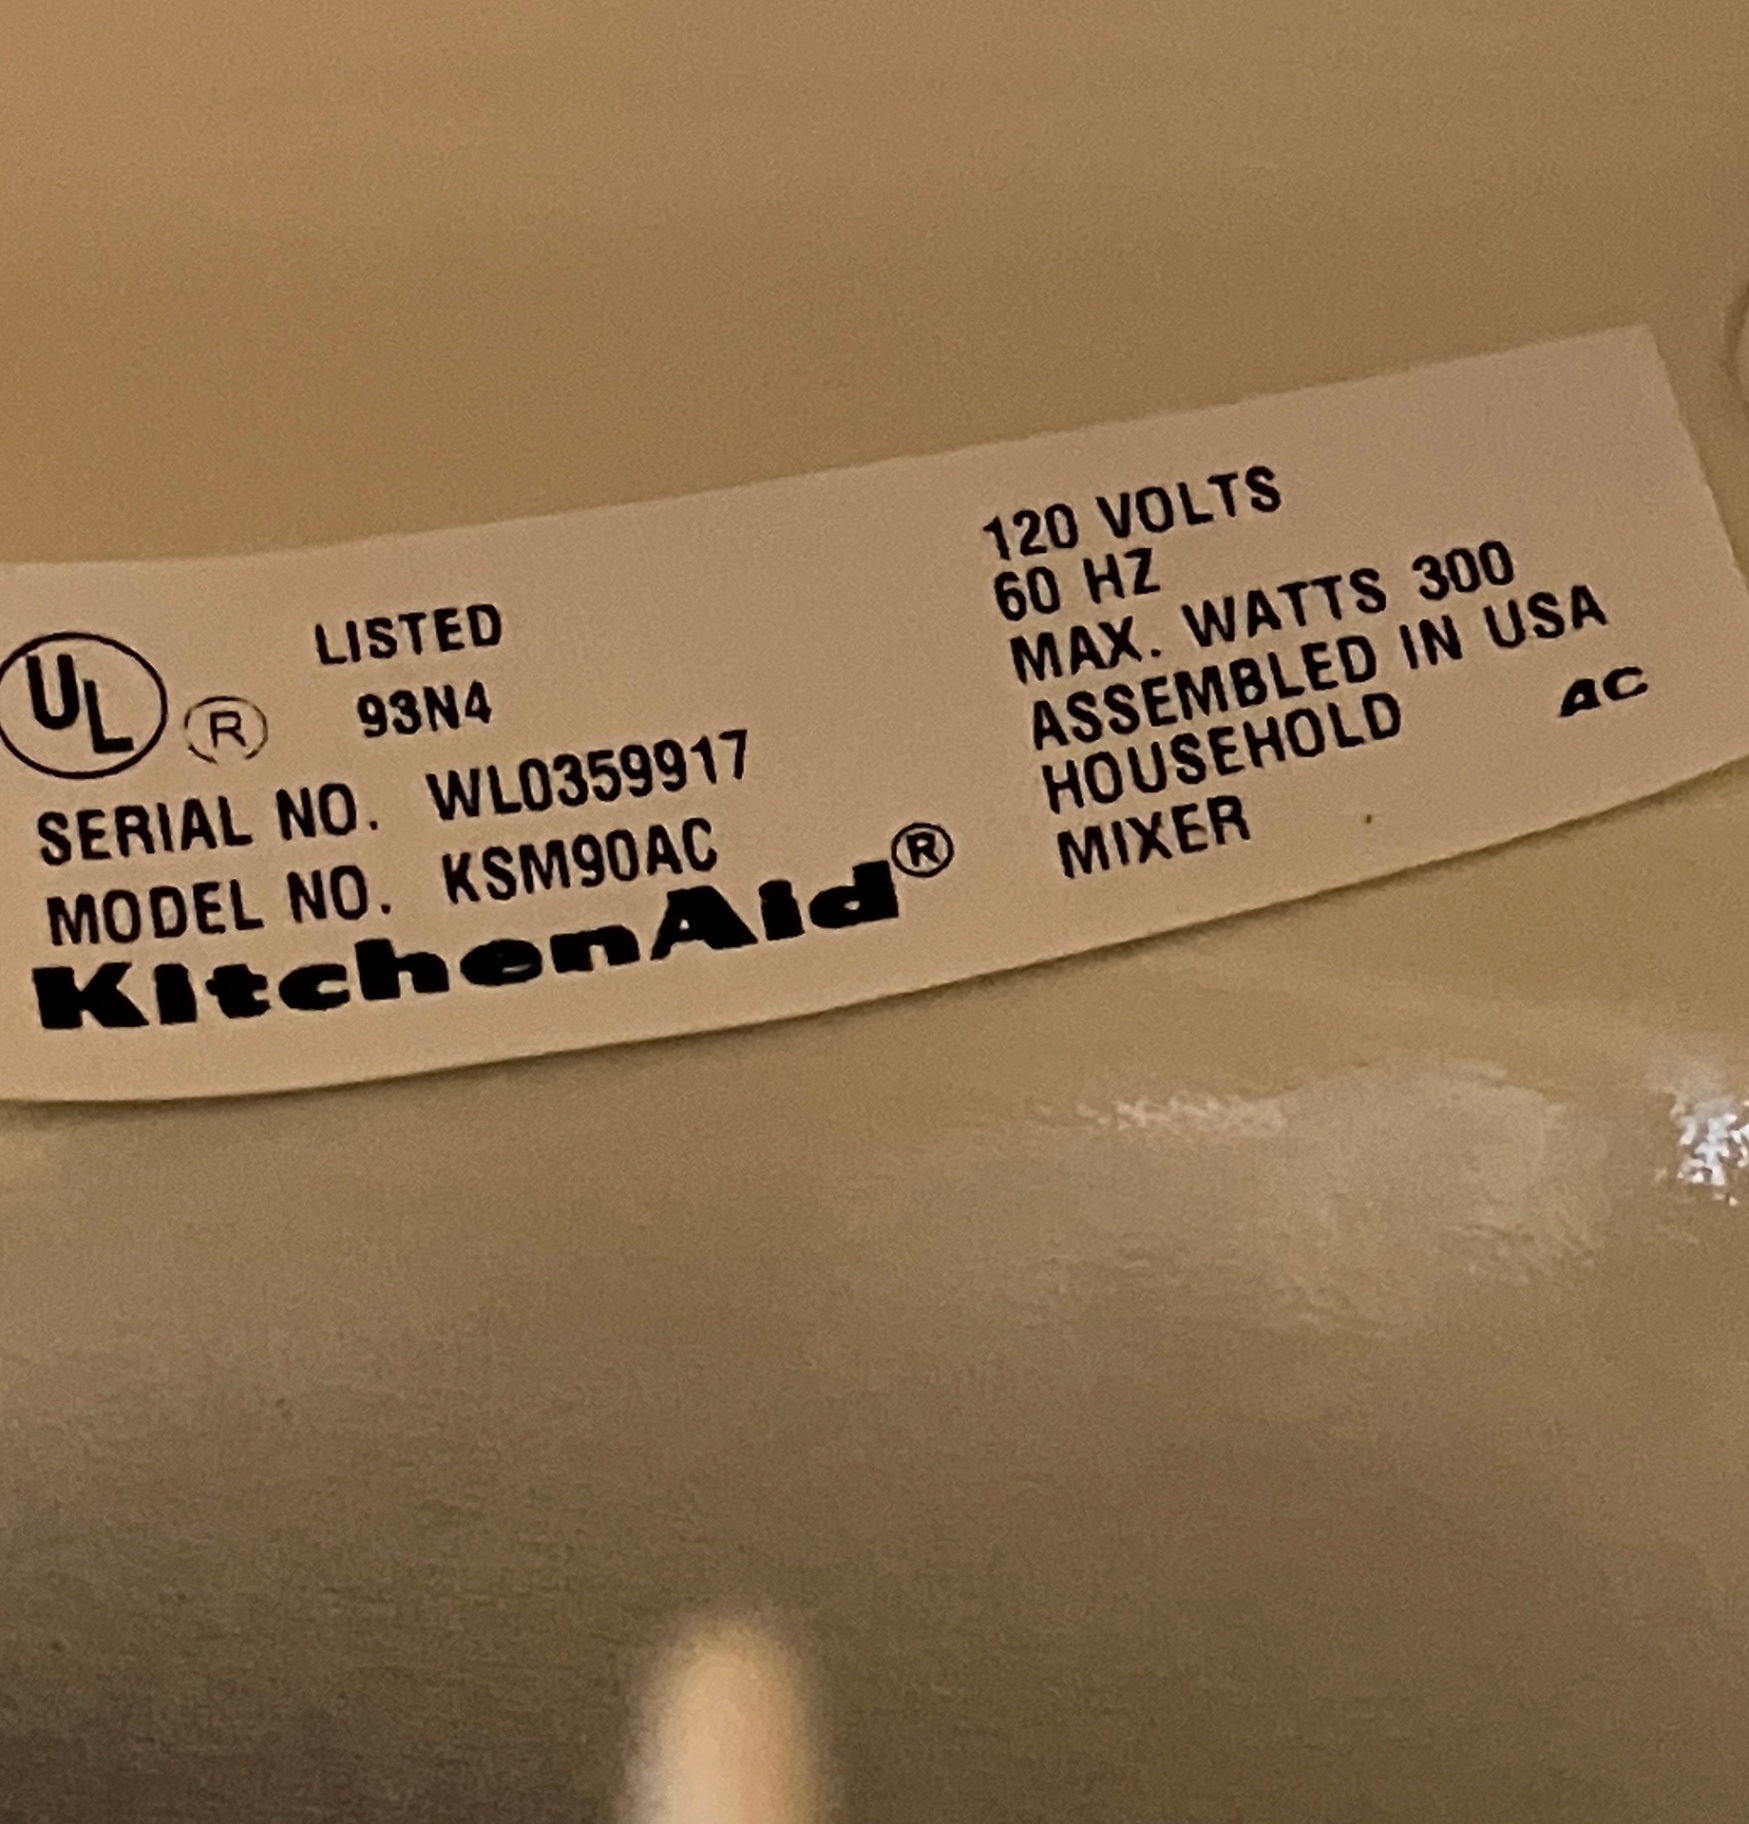 UL ® LISTED
93N4
SERIAL NO. WL0359917
MODEL NO. KSM90AC
KitchenAid®
120 VOLTS
60 HZ
MAX. WATTS 300
ASSEMBLED IN USA
HOUSEHOLD AC
MIXER